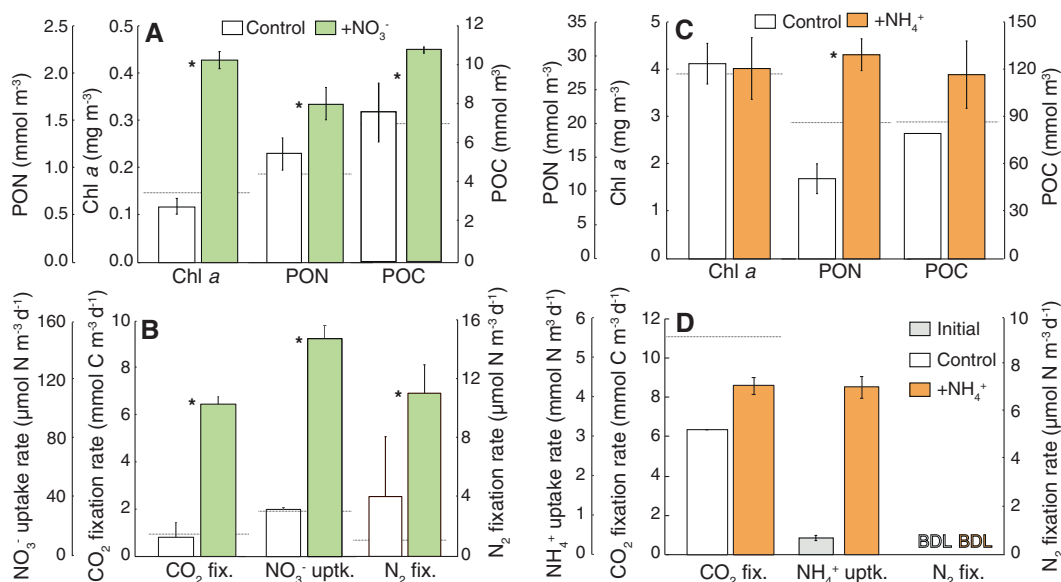 A
Control
+NO₃⁻
PON (mmol m⁻³)
2.5
2.0
1.5
1.0
0.5
0.0
Chl a (mg m⁻³)
0.5
0.4
0.3
0.2
0.1
0.0
*
*
*
12
10
8
6
4
2
0
POC (mmol m³)
Chl a
PON
POC
C
Control
+NH₄⁺
PON (mmol m³)
35
30
25
20
15
10
5
0
Chl a (mg m⁻³)
5
4
3
2
1
0
*
150
120
90
60
30
0
POC (mmol m³)
Chl a
PON
POC
B
NO₃⁻ uptake rate (µmol N m⁻³ d⁻¹)
160
120
80
40
0
CO₂ fixation rate (mmol C m⁻³ d⁻¹)
10
8
6
4
2
0
*
*
*
16
12
8
4
0
N₂ fixation rate (µmol N m⁻³ d⁻¹)
CO₂ fix.
NO₃⁻ uptk.
N₂ fix.
D
Initial
Control
+NH₄⁺
NH₄⁺ uptake rate (µmol N m⁻³ d⁻¹)
6
5
4
3
2
1
0
CO₂ fixation rate (mmol C m⁻³ d⁻¹)
12
10
8
6
4
2
0
BDL BDL
10
8
6
5
4
3
2
1
0
N₂ fixation rate (µmol N m⁻³ d⁻¹)
CO₂ fix.
NH₄⁺ uptk.
N₂ fix.